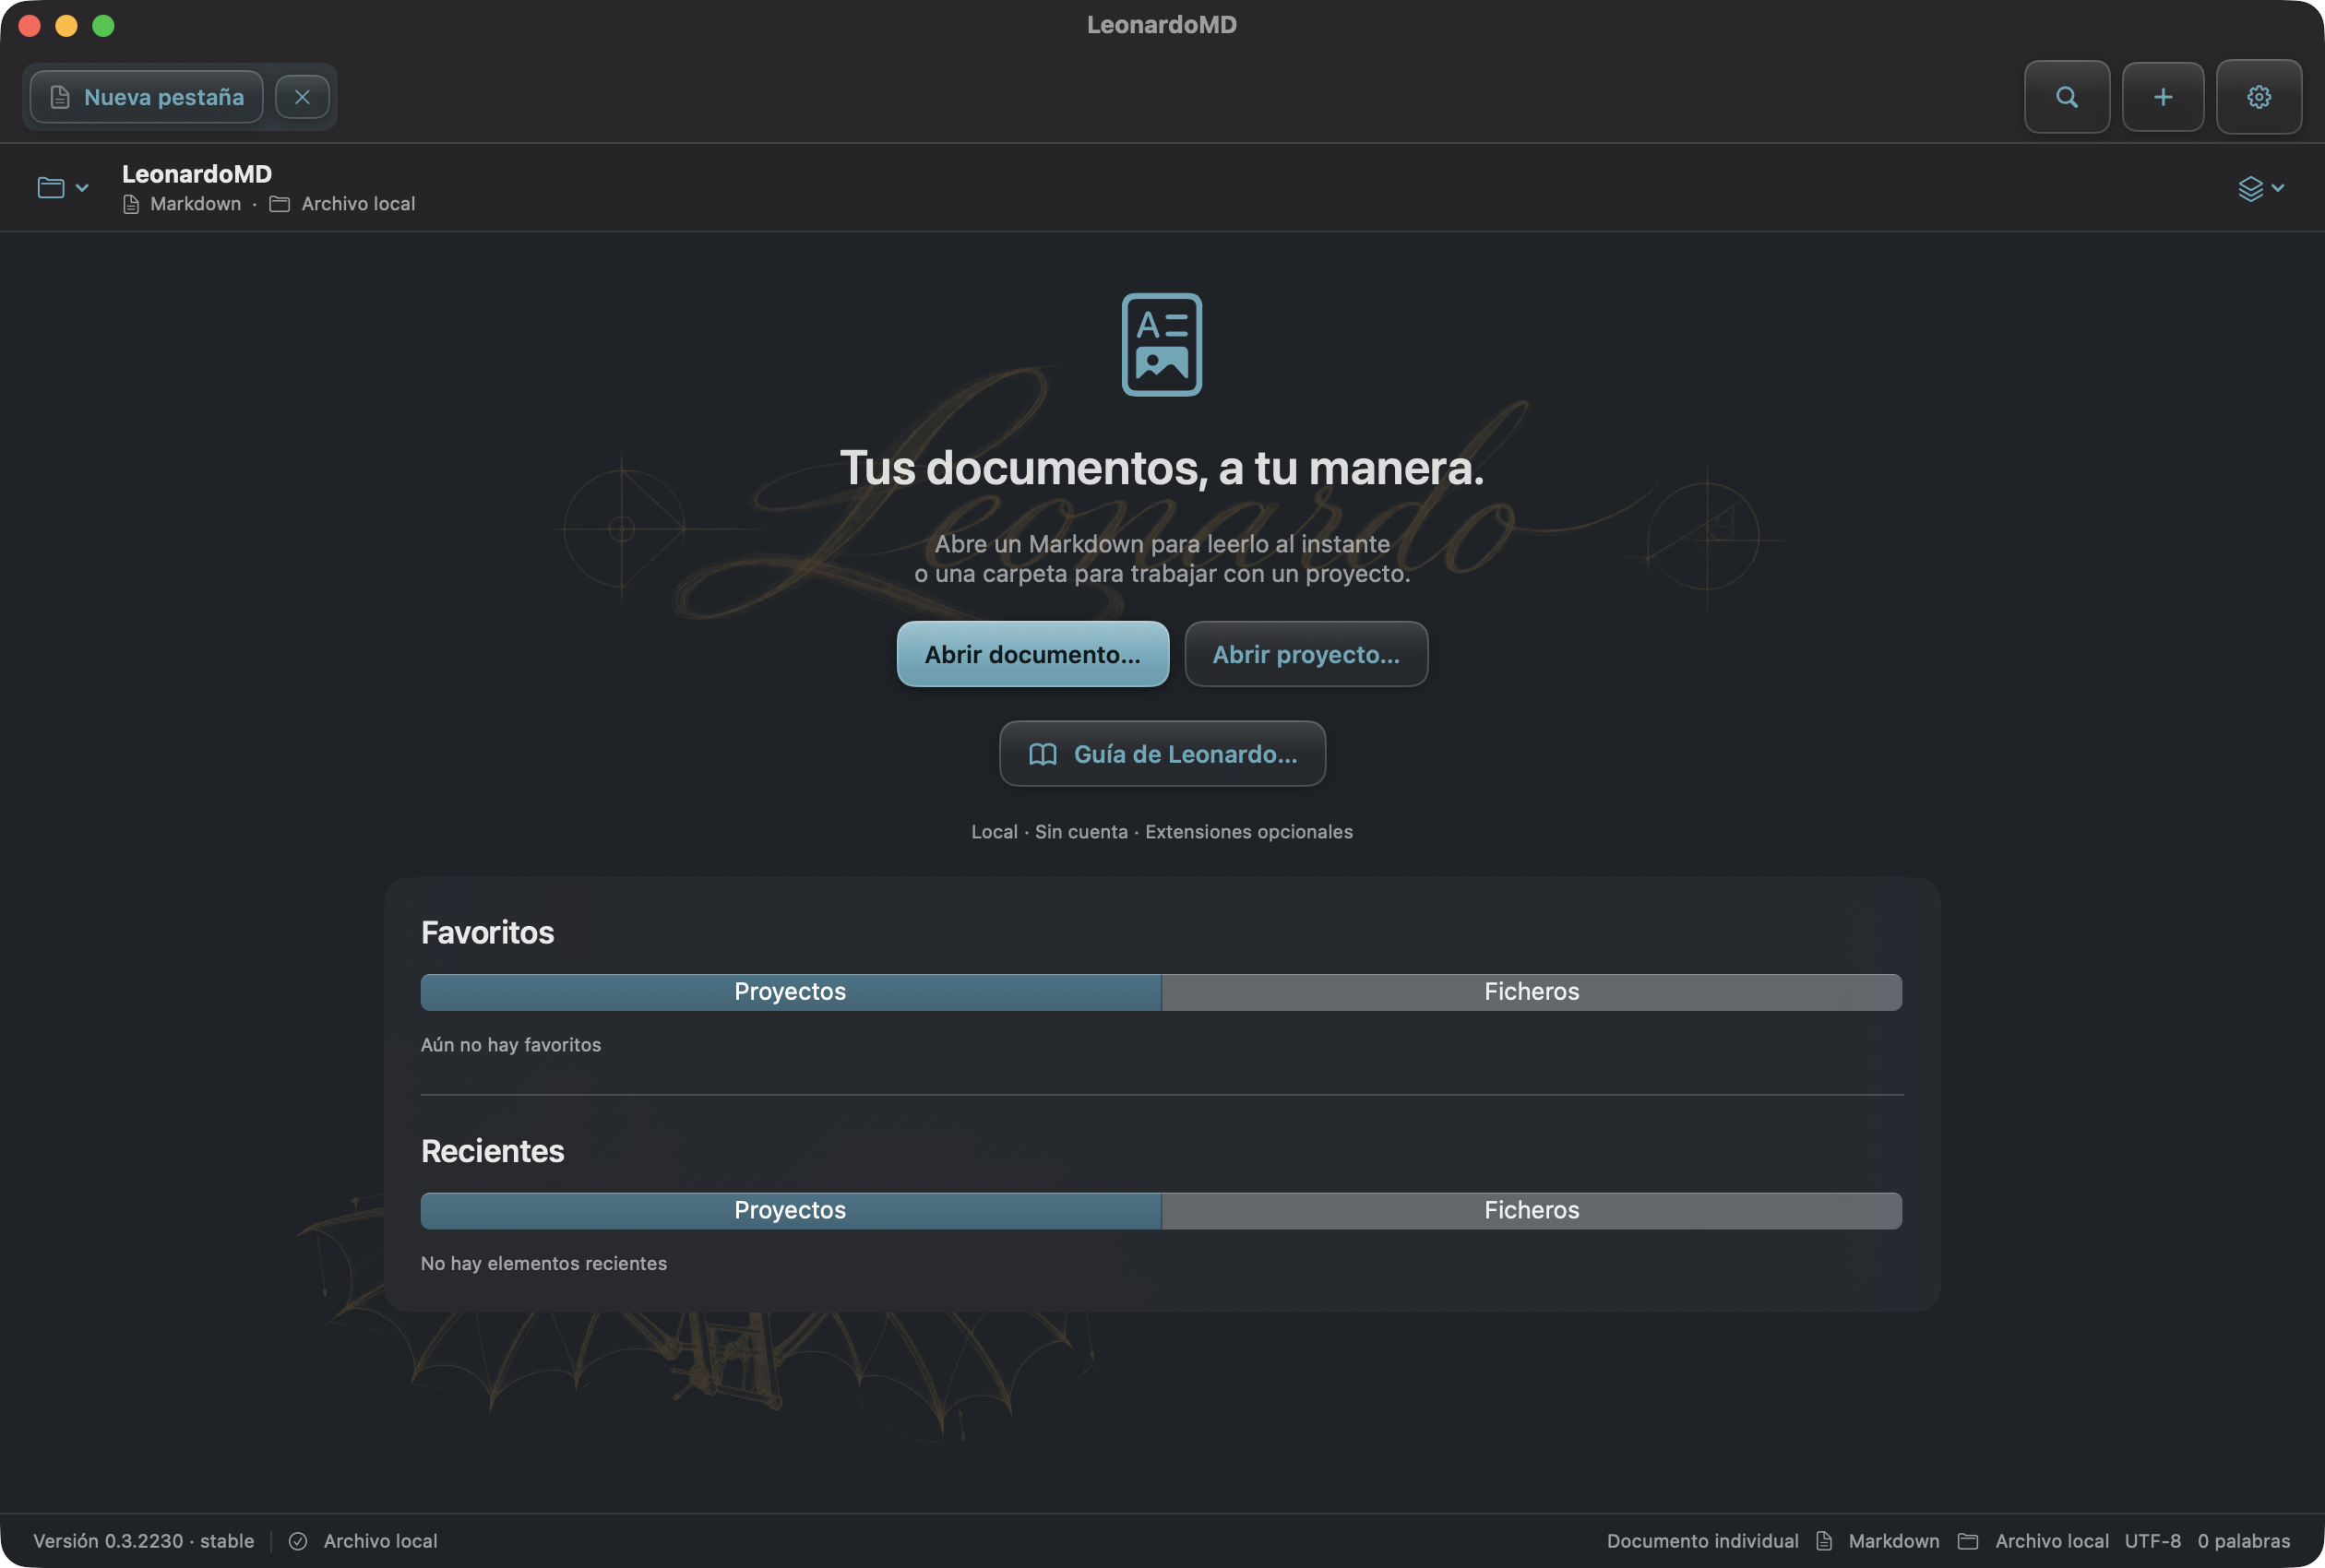 LeonardoMD
Nueva pestaña
LeonardoMD
Markdown · Archivo local
A
Leonardo
Tus documentos, a tu manera.
Abre un Markdown para leerlo al instante
o una carpeta para trabajar con un proyecto.
Abrir documento...
Abrir proyecto...
Guía de Leonardo...
Local · Sin cuenta · Extensiones opcionales
Favoritos
Proyectos
Ficheros
Aún no hay favoritos
Recientes
Proyectos
Ficheros
No hay elementos recientes
Versión 0.3.2230 · stable
Archivo local
Documento individual
Markdown
Archivo local
UTF-8
0 palabras